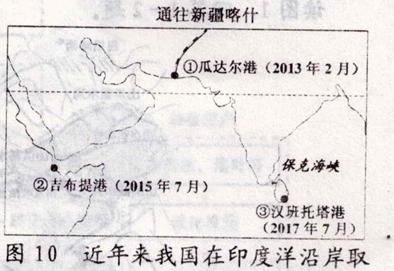 通往新疆喀什
①瓜达尔港（2013年2月）
保克海峡
②吉布提港（2015年7月）
③汉班托塔港
（2017年7月）
图10 近年来我国在印度洋沿岸取